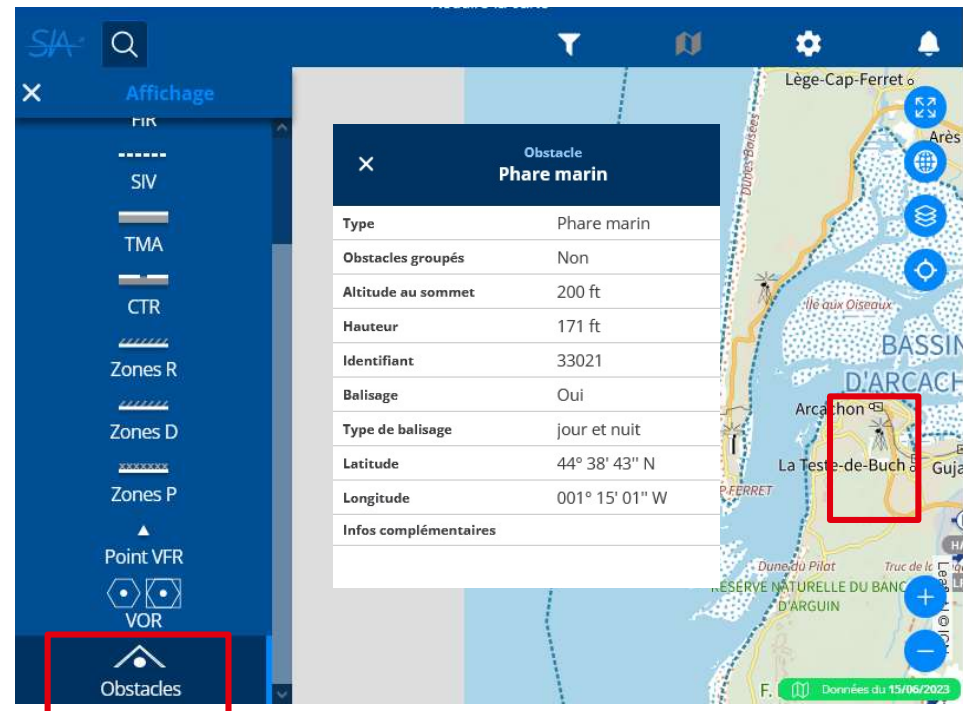 SIA
Affichage
FIR
SIV
TMA
CTR
Zones R
Zones D
Zones P
Point VFR
VOR
Obstacles
Obstacle
Phare marin
Type Phare marin
Obstacles groupés Non
Altitude au sommet 200 ft
Hauteur 171 ft
Identifiant 33021
Balisage Oui
Type de balisage jour et nuit
Latitude 44° 38' 43'' N
Longitude 001° 15' 01'' W
Infos complémentaires
Lège-Cap-Ferret
Arès
Dunes Boisées
Île aux Oiseaux
BASSIN
D'ARCACH
Arcachon
La Teste-de-Buch
Guja
P FERRET
Dune du Pilat
Truc de la
RÉSERVE NATURELLE DU BANC
D'ARGUIN
HA
F.
+
−
Données du 15/06/2023